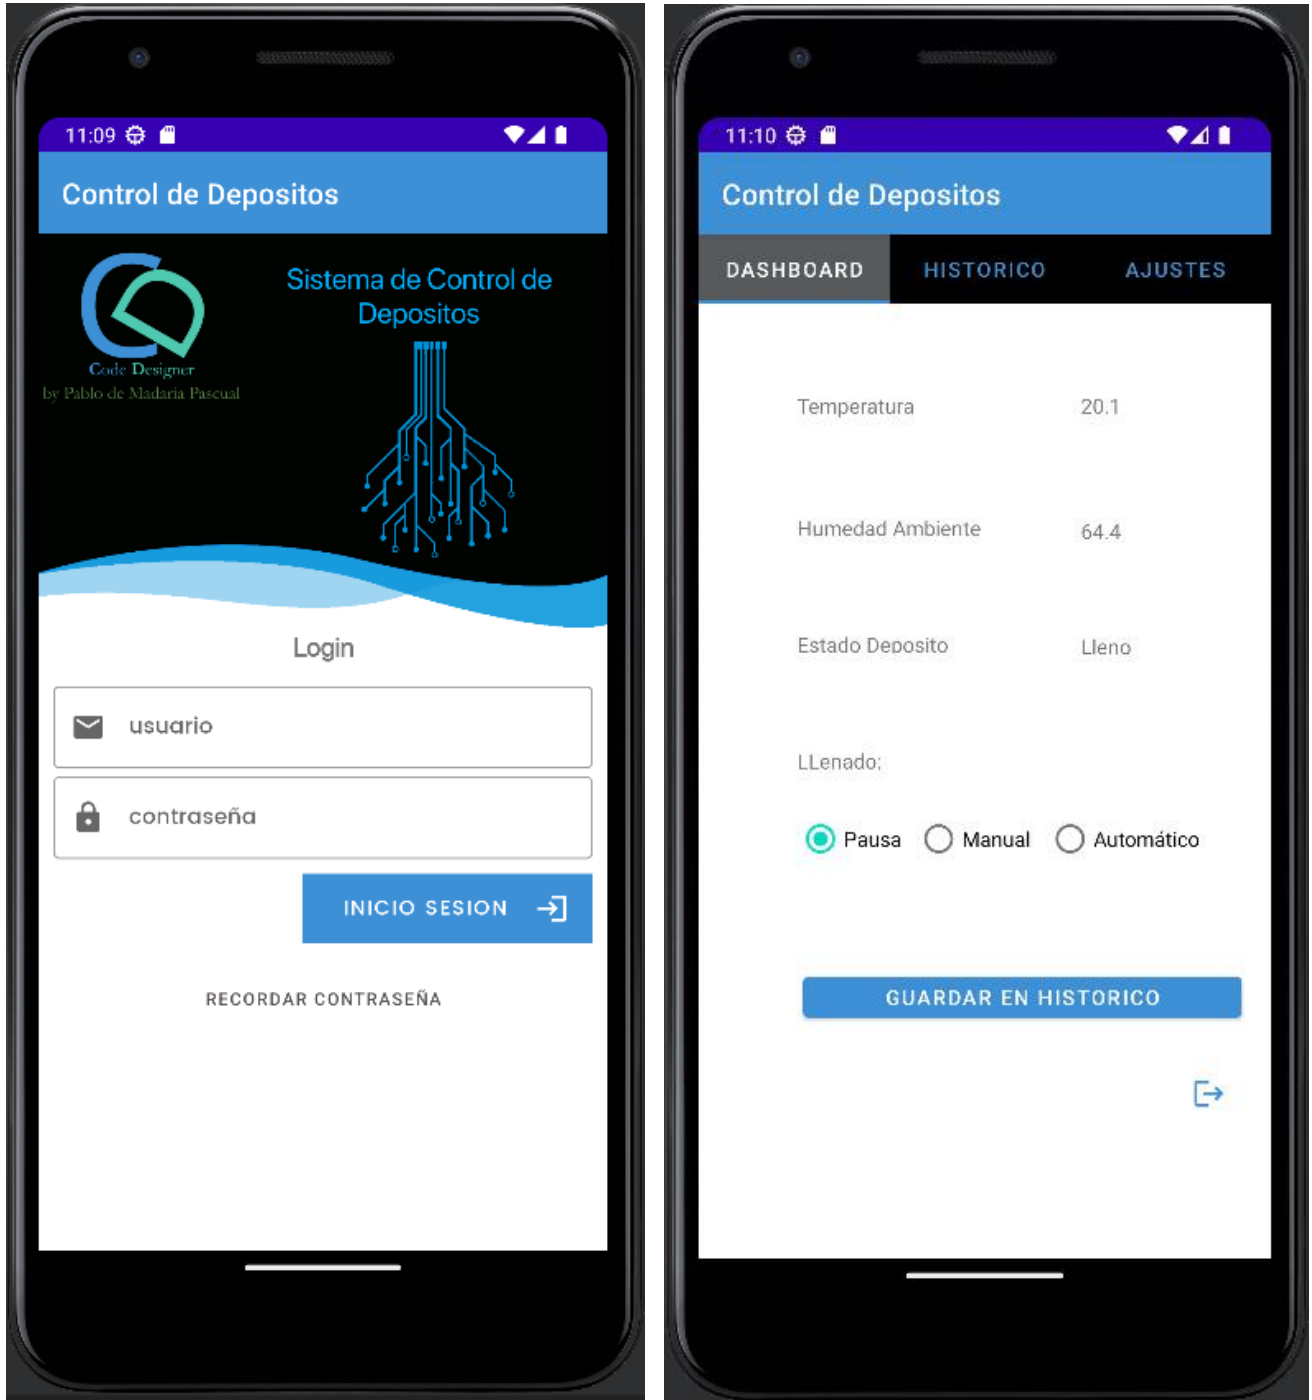 11:09
Control de Depositos
Code Designer
by Pablo de Madaria Pascual
Sistema de Control de
Depositos
Login
usuario
contraseña
INICIO SESION
RECORDAR CONTRASEÑA
11:10
Control de Depositos
DASHBOARD HISTORICO AJUSTES
Temperatura 20.1
Humedad Ambiente 64.4
Estado Deposito Lleno
LLenado:
Pausa Manual Automático
GUARDAR EN HISTORICO